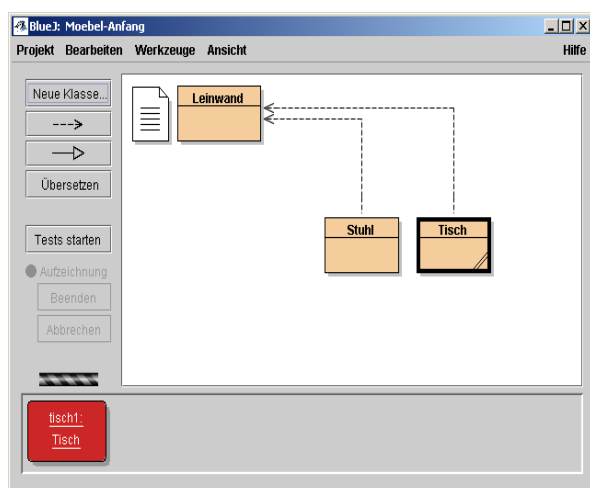 BlueJ: Moebel-Anfang
Projekt Bearbeiten Werkzeuge Ansicht Hilfe
Neue Klasse...
Übersetzen
Tests starten
Aufzeichnung
Beenden
Abbrechen
Leinwand
Stuhl
Tisch
tisch1:
Tisch